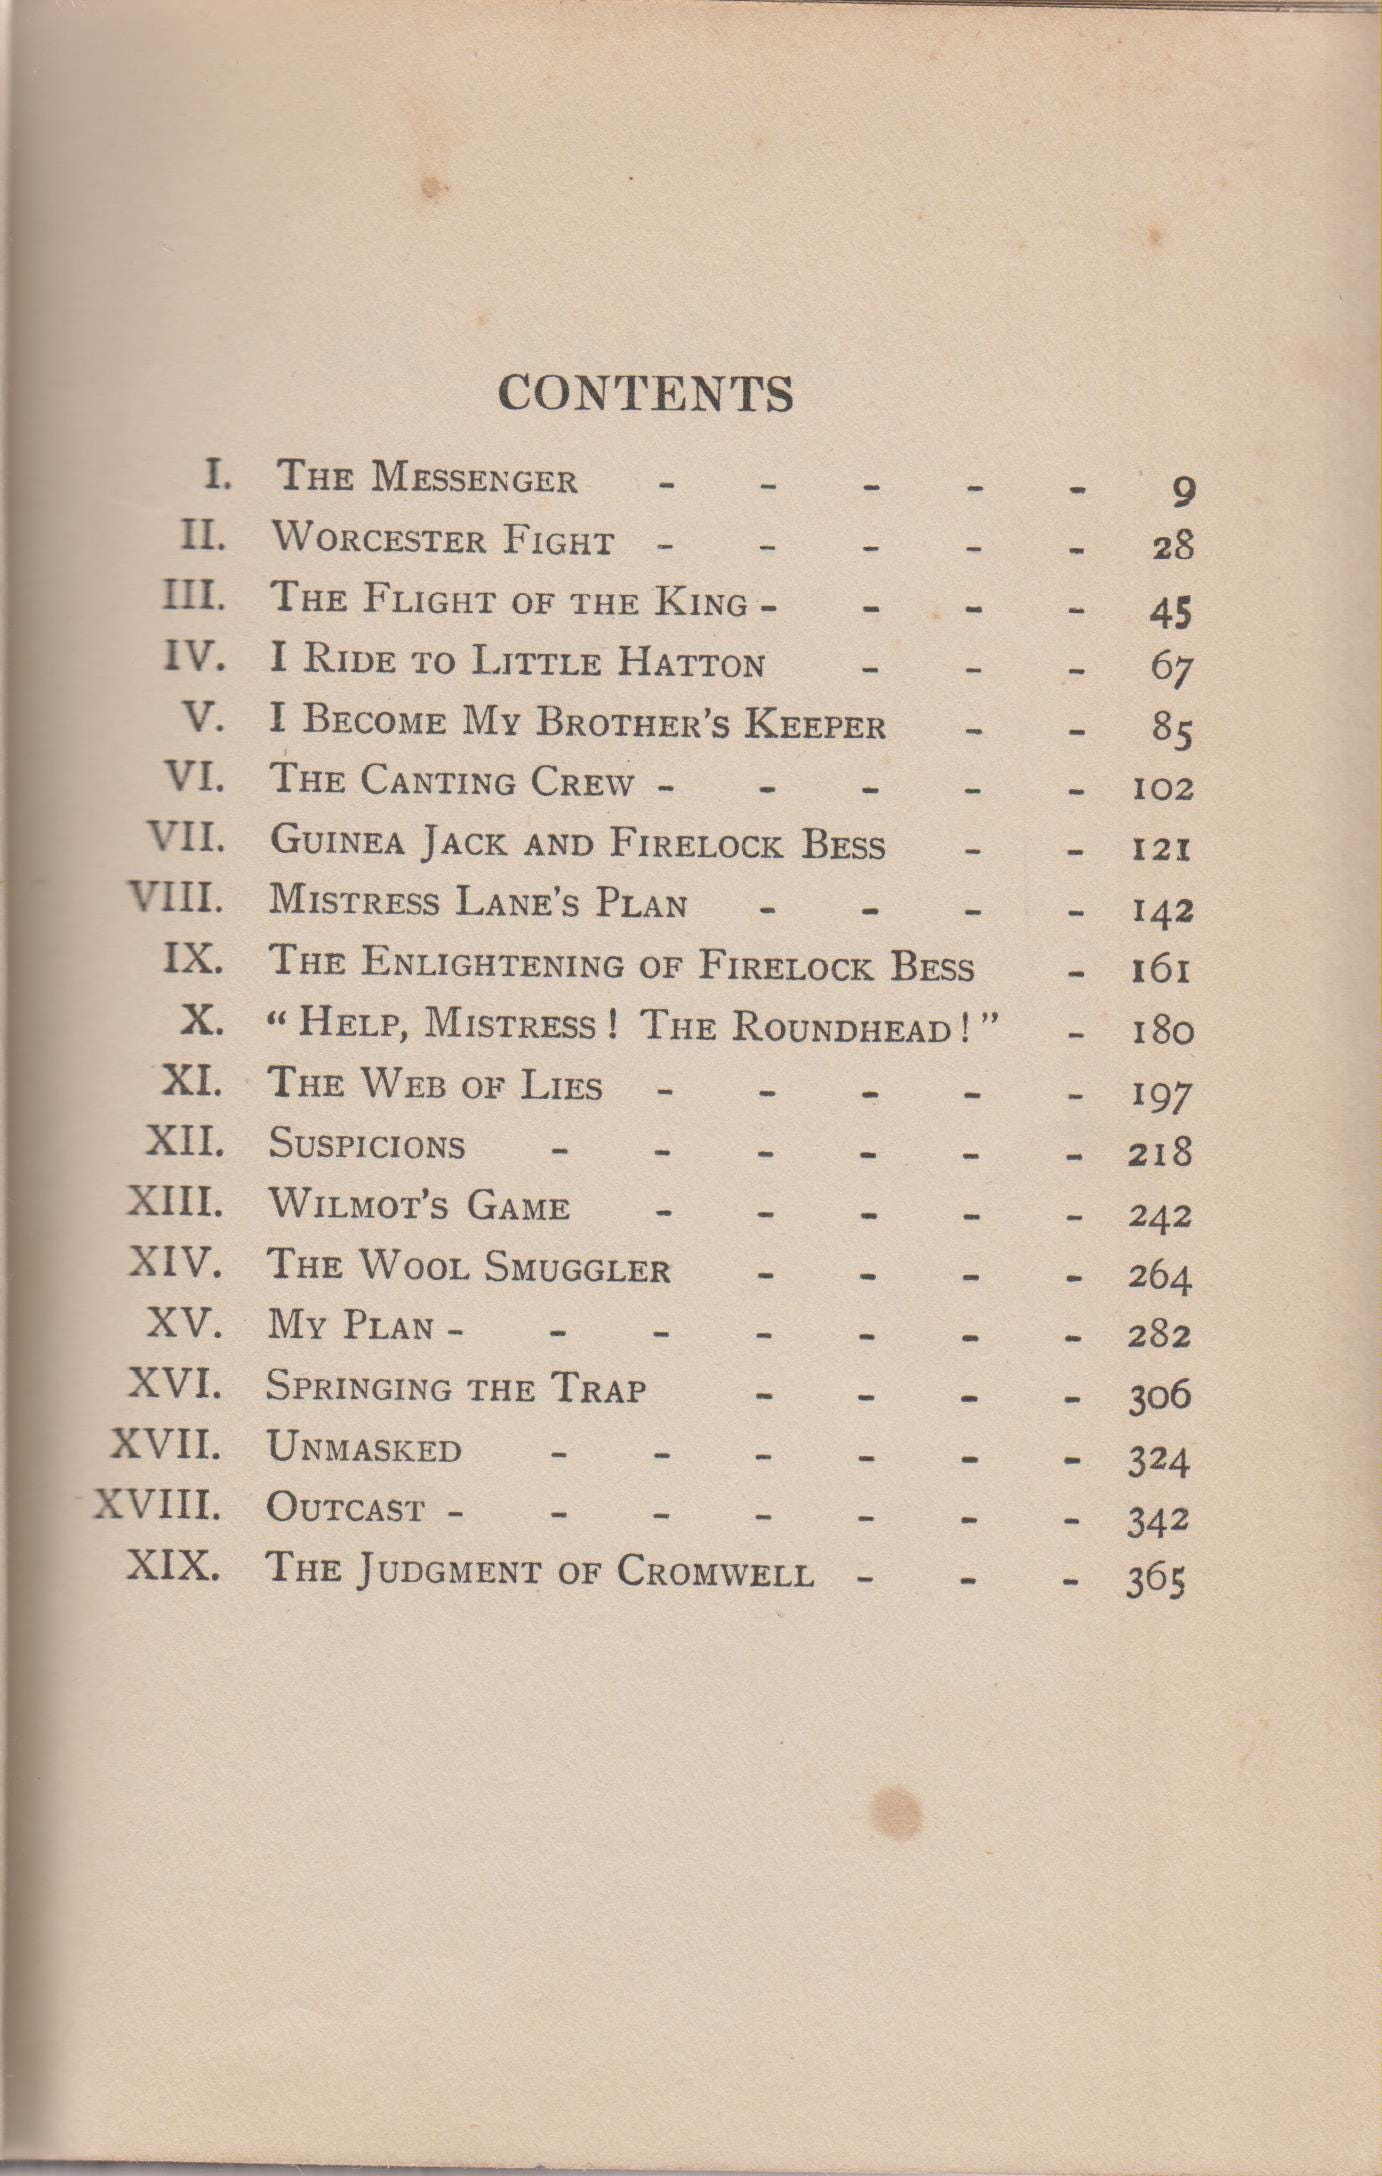 CONTENTS
I. The Messenger - - - - - 9
II. Worcester Fight - - - - - 28
III. The Flight of the King - - - - 45
IV. I Ride to Little Hatton - - - 67
V. I Become My Brother's Keeper - - 85
VI. The Canting Crew - - - - - 102
VII. Guinea Jack and Firelock Bess - - 121
VIII. Mistress Lane's Plan - - - - 142
IX. The Enlightening of Firelock Bess - 161
X. “Help, Mistress! The Roundhead!” - 180
XI. The Web of Lies - - - - - 197
XII. Suspicions - - - - - - 218
XIII. Wilmot's Game - - - - - 242
XIV. The Wool Smuggler - - - - 264
XV. My Plan - - - - - - - 282
XVI. Springing the Trap - - - - 306
XVII. Unmasked - - - - - - 324
XVIII. Outcast - - - - - - - 342
XIX. The Judgment of Cromwell - - - 365